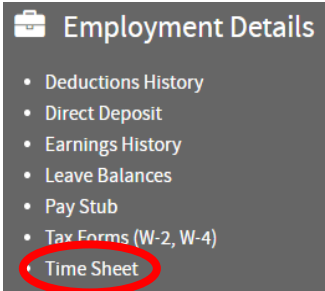 Employment Details
• Deductions History
• Direct Deposit
• Earnings History
• Leave Balances
• Pay Stub
• Tax Forms (W-2, W-4)
• Time Sheet